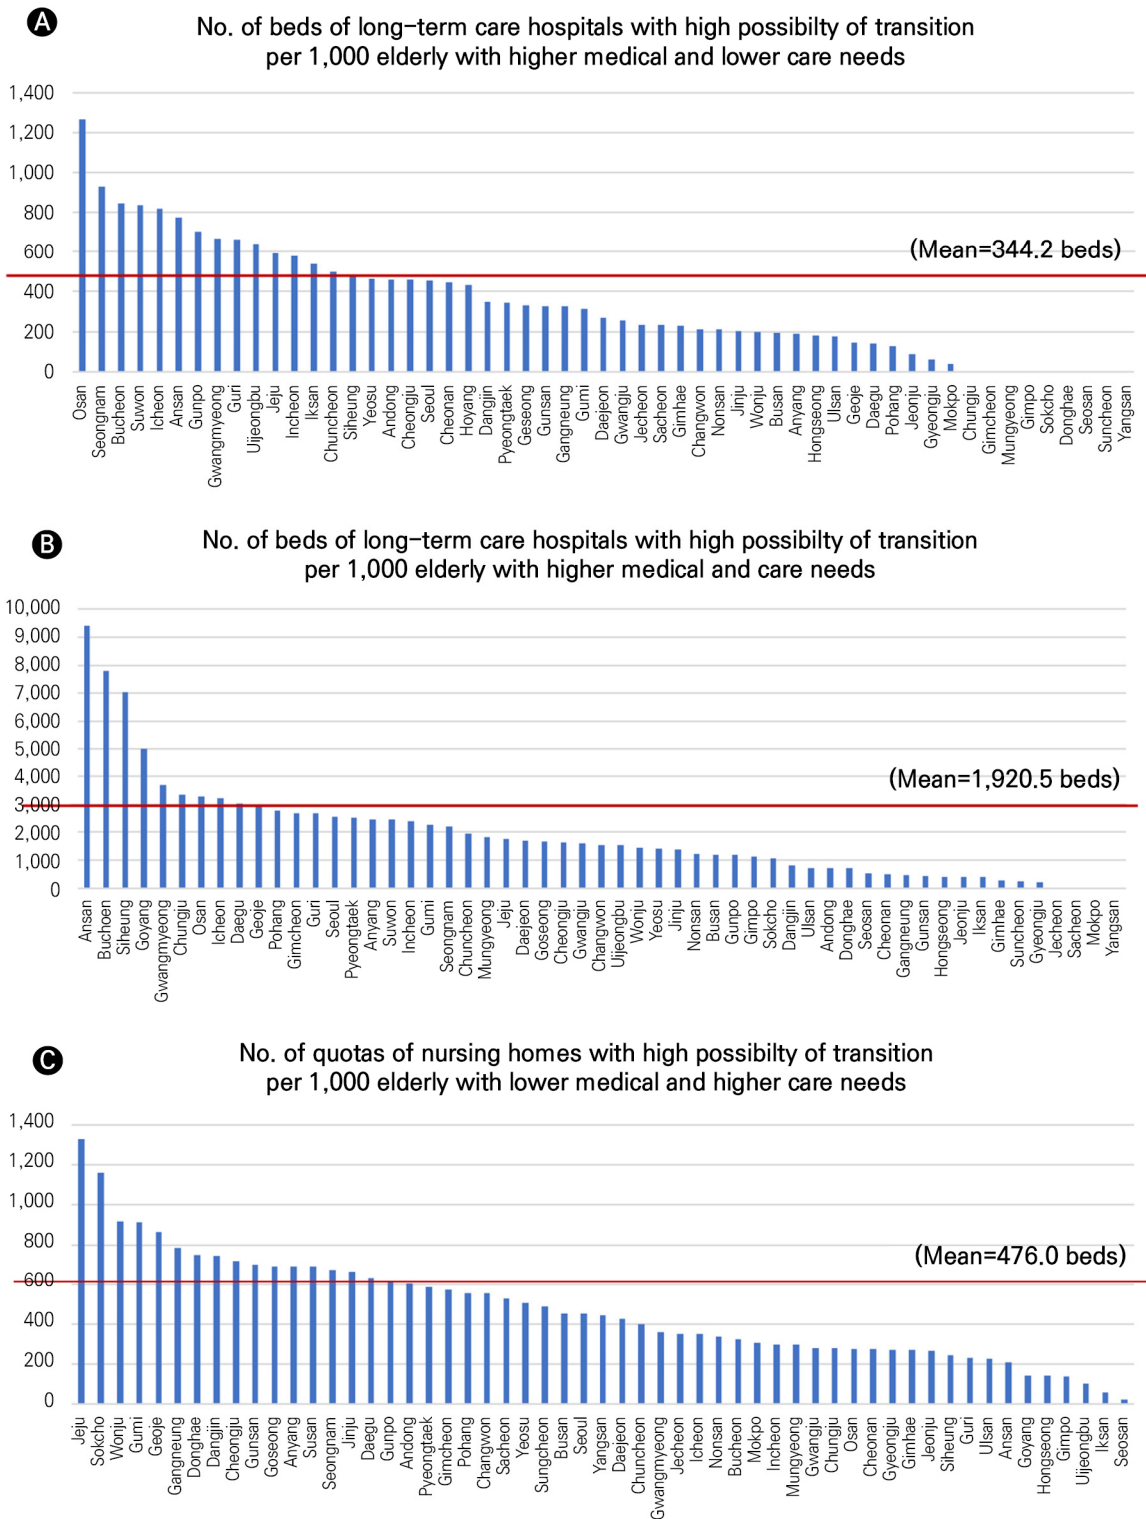 A
No. of beds of long-term care hospitals with high possibilty of transition
per 1,000 elderly with higher medical and lower care needs
1,400
1,200
1,000
800
600
400
200
0
(Mean=344.2 beds)
Osan
Seongnam
Bucheon
Suwon
Icheon
Ansan
Gunpo
Gwangmyeong
Guri
Uijeongbu
Jeju
Incheon
Iksan
Chuncheon
Siheung
Yeosu
Andong
Cheongju
Seoul
Cheonan
Hoyang
Dangjin
Pyeongtaek
Geseong
Gunsan
Gangneung
Gumi
Daejeon
Gwangju
Jecheon
Sacheon
Gimhae
Changwon
Nonsan
Jinju
Wonju
Busan
Anyang
Hongseong
Ulsan
Geoje
Daegu
Pohang
Jeonju
Gyeongju
Mokpo
Chungju
Gimcheon
Mungyeong
Gimpo
Sokcho
Donghae
Seosan
Suncheon
Yangsan
B
No. of beds of long-term care hospitals with high possibilty of transition
per 1,000 elderly with higher medical and care needs
10,000
9,000
8,000
7,000
6,000
5,000
4,000
3,000
2,000
1,000
0
(Mean=1,920.5 beds)
Ansan
Buchoen
Siheung
Goyang
Gwangmyeong
Chungju
Osan
Icheon
Daegu
Geoje
Pohang
Gimcheon
Guri
Seoul
Pyeongtaek
Anyang
Suwon
Incheon
Gumi
Seongnam
Chuncheon
Mungyeong
Jeju
Daejeon
Goseong
Cheongju
Gwangju
Changwon
Uijeongbu
Wonju
Yeosu
Jinju
Nonsan
Busan
Gunpo
Gimpo
Sokcho
Dangjin
Ulsan
Andong
Donghae
Seosan
Cheonan
Gangneung
Gunsan
Hongseong
Jeonju
Iksan
Gimhae
Suncheon
Gyeongju
Jecheon
Sacheon
Mokpo
Yangsan
C
No. of quotas of nursing homes with high possibilty of transition
per 1,000 elderly with lower medical and higher care needs
1,400
1,200
1,000
800
600
400
200
0
(Mean=476.0 beds)
Jeju
Sokcho
Wonju
Gumi
Geoje
Gangneung
Donghae
Dangjin
Cheongju
Gunsan
Goseong
Anyang
Susan
Seongnam
Jinju
Daegu
Gunpo
Andong
Pyeongtaek
Gimcheon
Pohang
Changwon
Sacheon
Yeosu
Sungcheon
Busan
Seoul
Yangsan
Daejeon
Chuncheon
Gwangmyeong
Jecheon
Icheon
Nonsan
Bucheon
Mokpo
Incheon
Mungyeong
Gwangju
Chungju
Osan
Cheonan
Gyeongju
Gimhae
Jeonju
Siheung
Guri
Ulsan
Ansan
Goyang
Hongseong
Gimpo
Uijeongbu
Iksan
Seosan